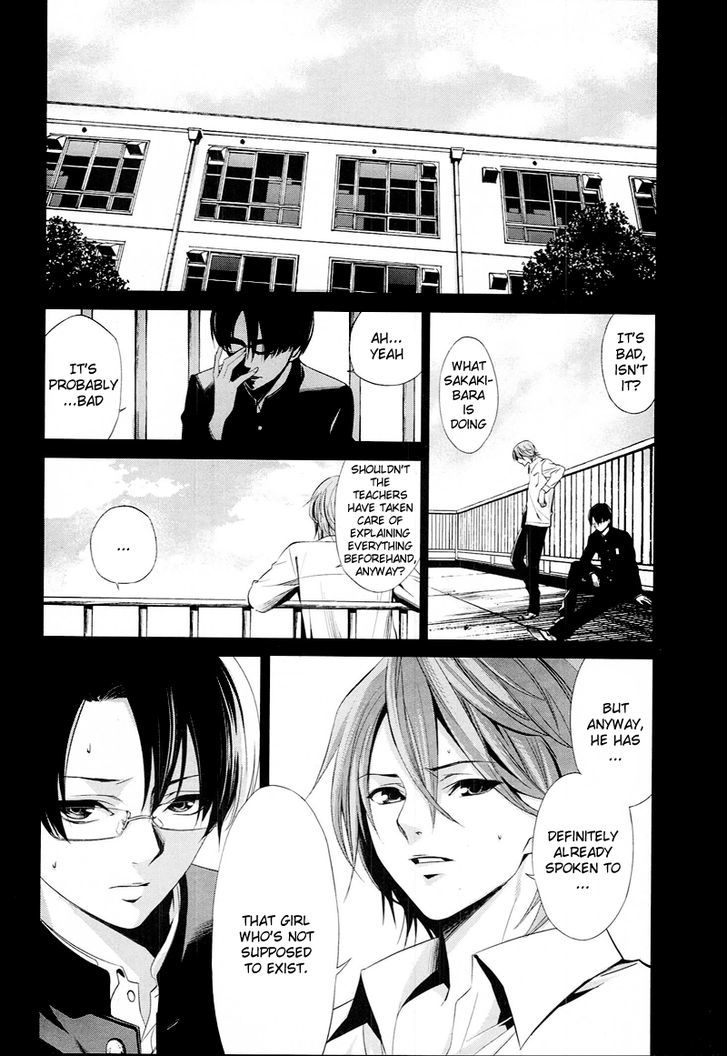 IT'S
BAD,
ISN'T
IT?
WHAT
SAKAKI-
BARA
IS
DOING
AH...
YEAH
IT'S
PROBABLY
...BAD
SHOULDN'T
THE
TEACHERS
HAVE TAKEN
CARE OF
EXPLAINING
EVERYTHING
BEFOREHAND,
ANYWAY?
...
BUT
ANYWAY,
HE HAS
...
DEFINITELY
ALREADY
SPOKEN TO
...
THAT GIRL
WHO'S NOT
SUPPOSED
TO EXIST.